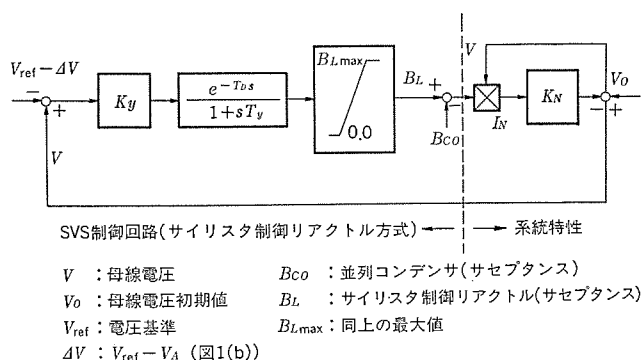 V_ref−ΔV
− +
K_y
e^{−T_D s} / 1+sT_y
B_Lmax
0.0
B_L + −
B_CO
V
I_N
K_N
V_O
− +
V
SVS制御回路(サイリスタ制御リアクトル方式) ← → 系統特性
V :母線電圧 B_CO :並列コンデンサ(サセプタンス)
V_O :母線電圧初期値 B_L :サイリスタ制御リアクトル(サセプタンス)
V_ref :電圧基準 B_Lmax :同上の最大値
ΔV : V_ref−V_A (図1(b))